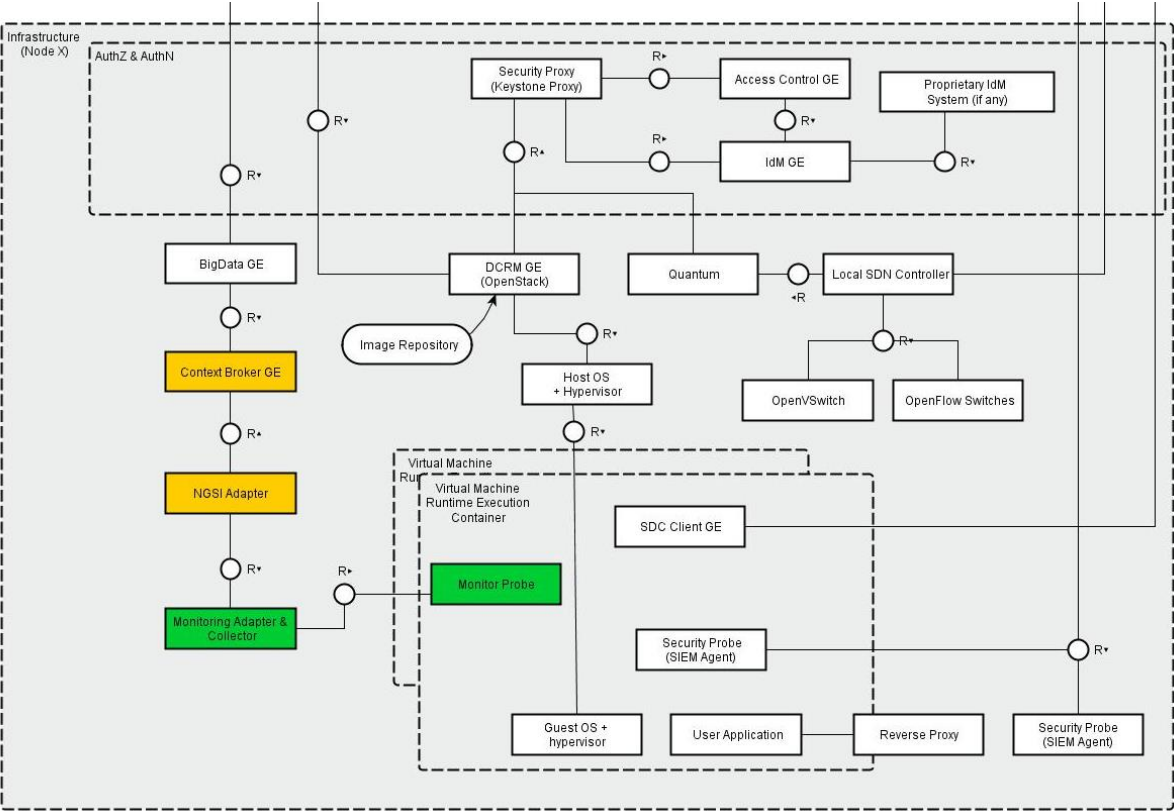 Infrastructure
(Node X)
AuthZ & AuthN
Security Proxy
(Keystone Proxy)
R▸
Access Control GE
Proprietary IdM
System (if any)
R▾
R▾
R▴
R▸
IdM GE
R▾
R▾
BigData GE
DCRM GE
(OpenStack)
Quantum
Local SDN Controller
◂R
R▾
Image Repository
R▾
R▾
Context Broker GE
Host OS
+ Hypervisor
OpenVSwitch
OpenFlow Switches
R▴
R▾
Virtual Machine
Run
NGSI Adapter
Virtual Machine
Runtime Execution
Container
SDC Client GE
R▾
R▸
Monitor Probe
Monitoring Adapter &
Collector
Security Probe
(SIEM Agent)
R▾
Guest OS +
hypervisor
User Application
Reverse Proxy
Security Probe
(SIEM Agent)